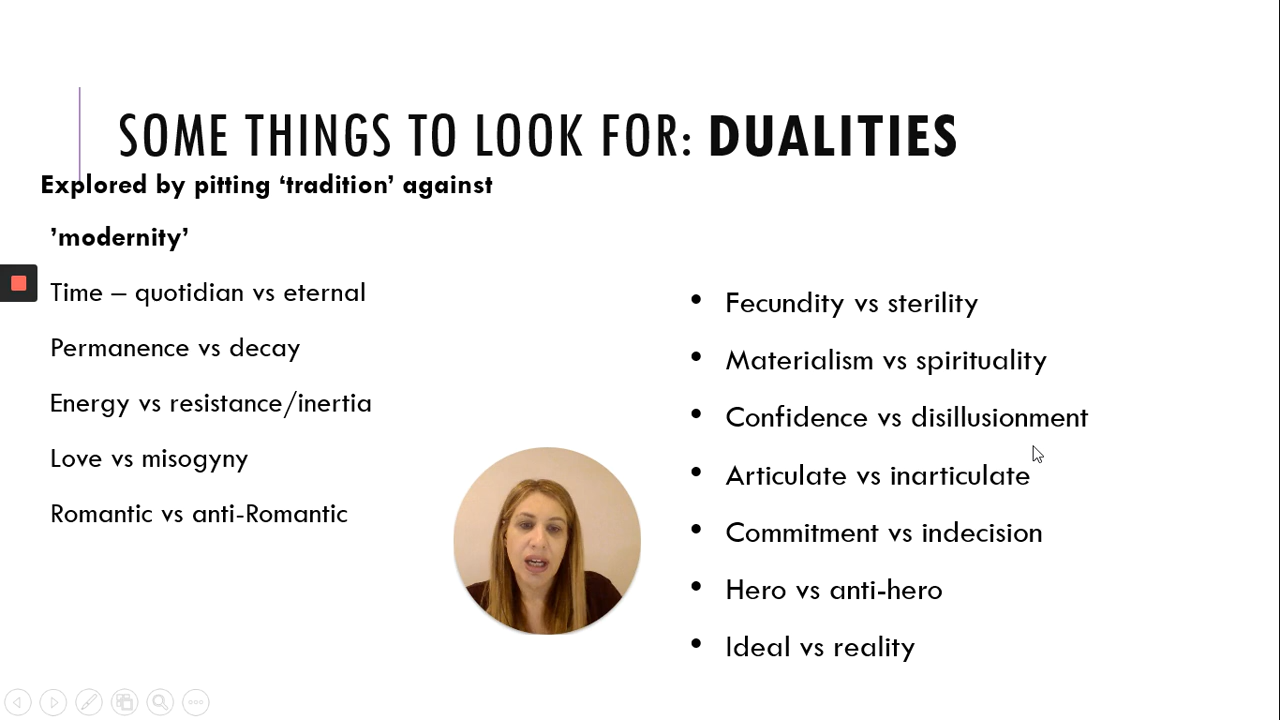 SOME THINGS TO LOOK FOR: DUALITIES
Explored by pitting ‘tradition’ against
’modernity’
Time – quotidian vs eternal
Permanence vs decay
Energy vs resistance/inertia
Love vs misogyny
Romantic vs anti-Romantic
• Fecundity vs sterility
• Materialism vs spirituality
• Confidence vs disillusionment
• Articulate vs inarticulate
• Commitment vs indecision
• Hero vs anti-hero
• Ideal vs reality